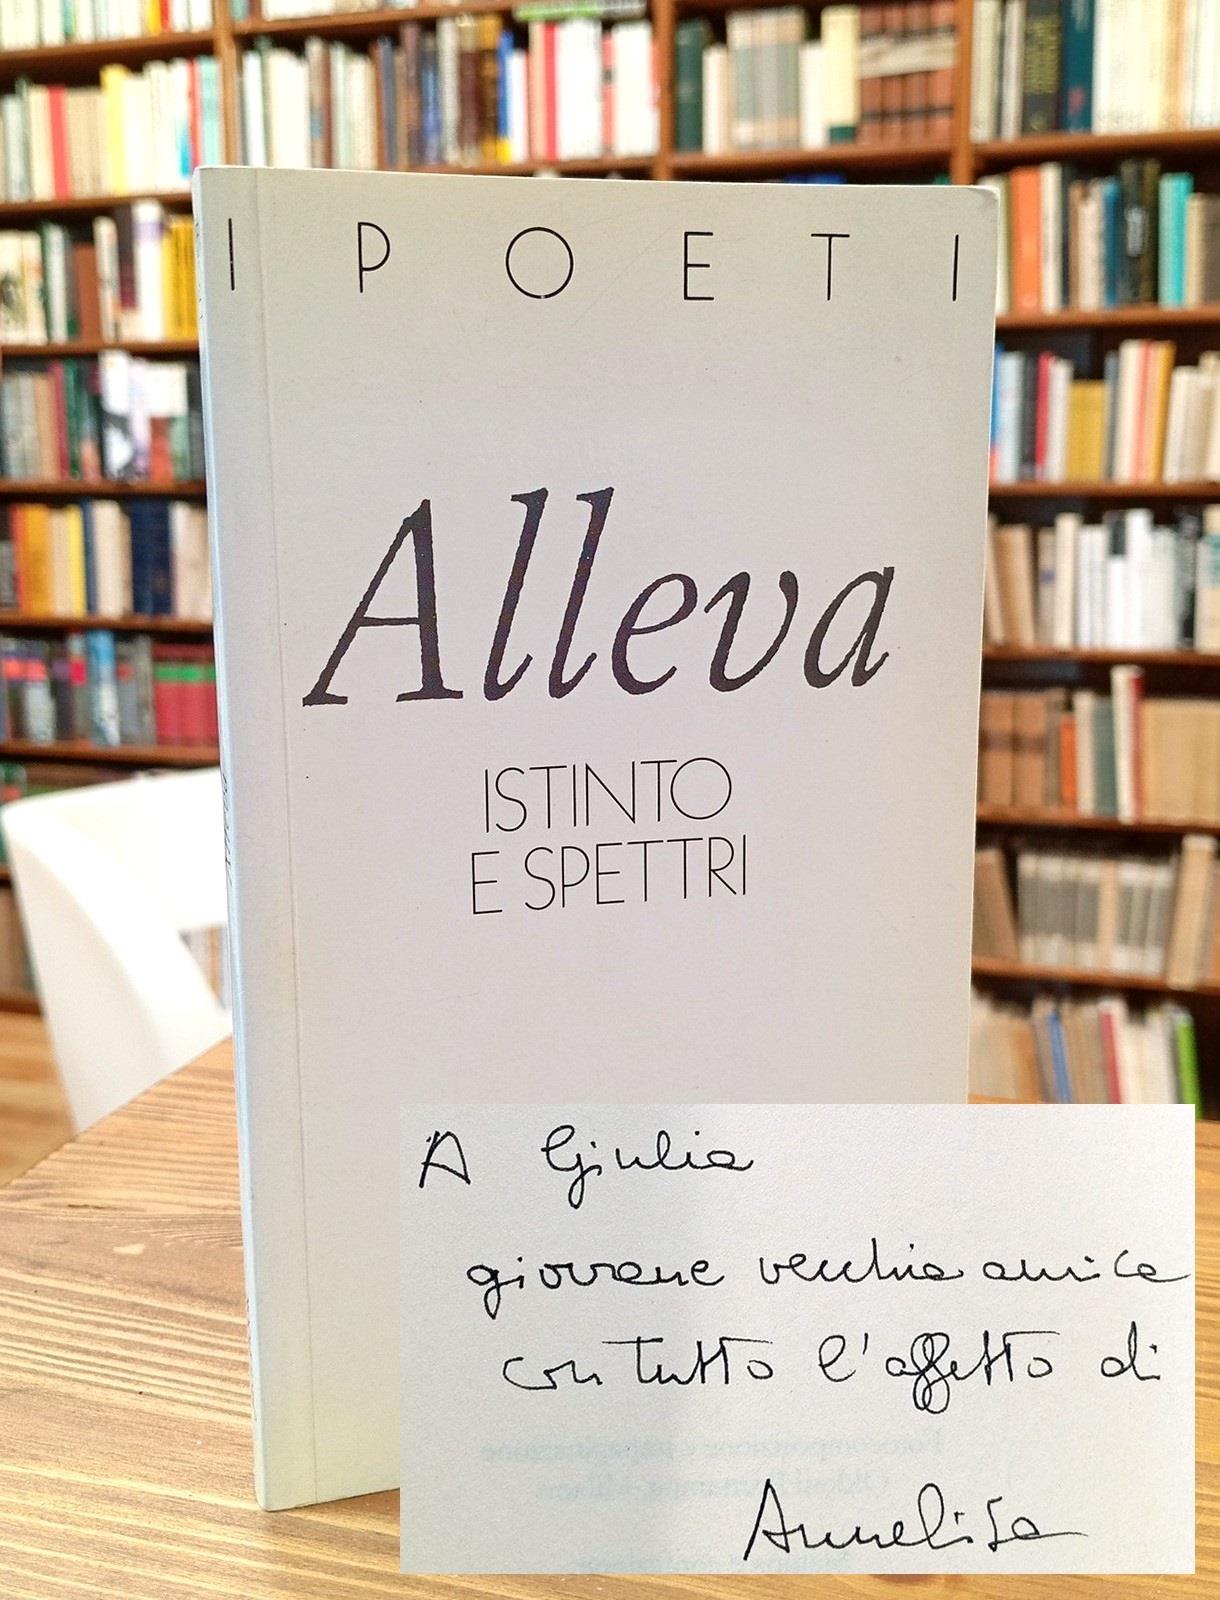 I POETI
Alleva
ISTINTO
E SPETTRI
A Giulia
giovane vecchia amica
con tutto l'affetto di
Annelisa